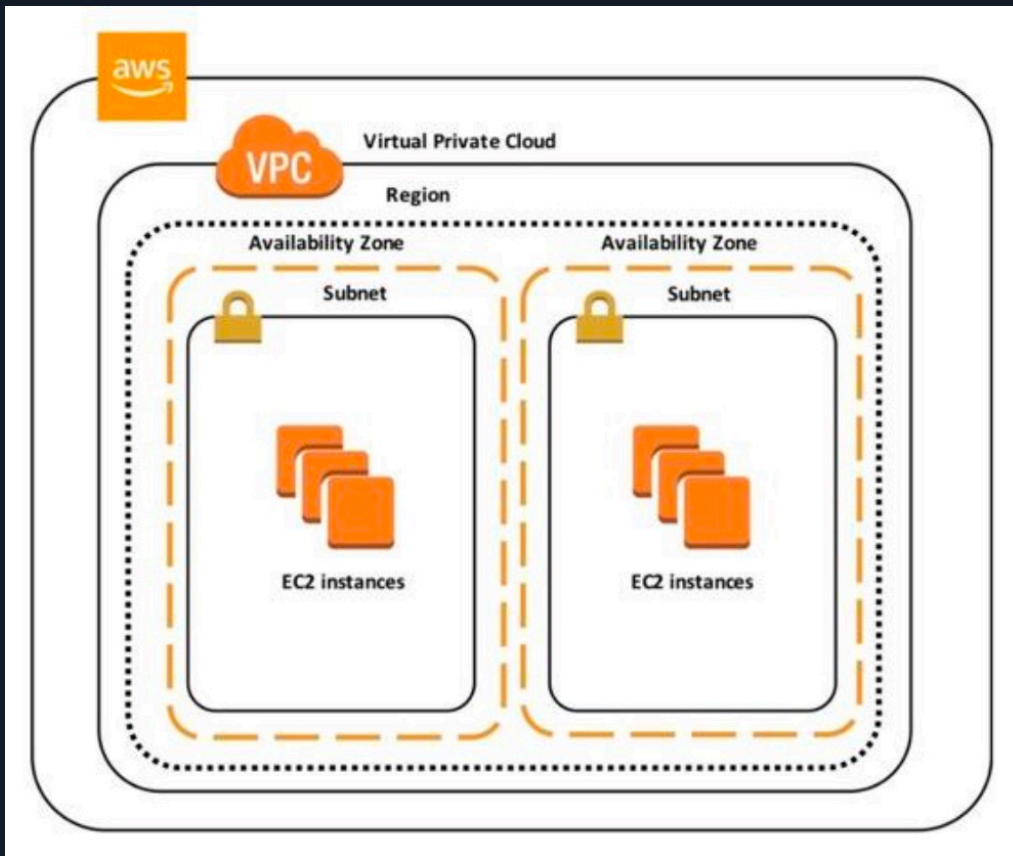 aws
Virtual Private Cloud
VPC
Region
Availability Zone
Availability Zone
Subnet
Subnet
EC2 instances
EC2 instances